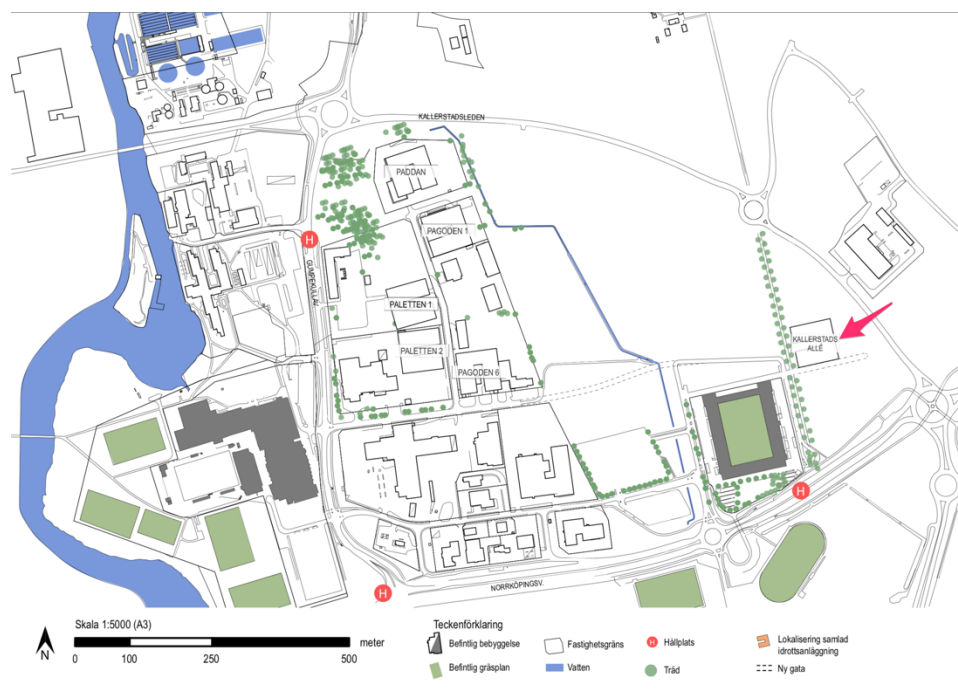 KALLERSTADSLEDEN
PADDAN
PAGODEN 1
H
GUMPEKULLAV
PALETTEN 1
KALLERSTADS
ALLÉ
PALETTEN 2
PAGODEN 6
H
H
NORRKÖPINGSV.
N
Skala 1:5000 (A3)
meter
0 100 250 500
Teckenförklaring
Befintlig bebyggelse
Fastighetsgräns
H Hållplats
Lokalisering samlad
idrottsanläggning
Befintlig gräsplan
Vatten
Träd
Ny gata